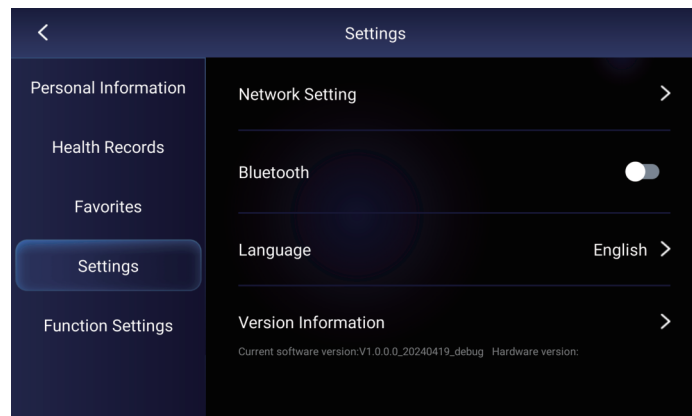 Settings
Personal Information
Health Records
Favorites
Settings
Function Settings
Network Setting
Bluetooth
Language English
Version Information
Current software version:V1.0.0.0_20240419_debug Hardware version: